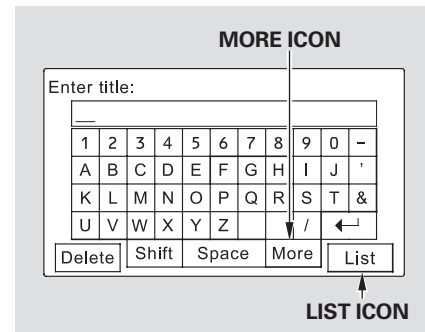 MORE ICON
Enter title:
__
1 2 3 4 5 6 7 8 9 0 –
A B C D E F G H I J ’
K L M N O P Q R S T &
U V W X Y Z . /
Delete Shift Space More List
LIST ICON